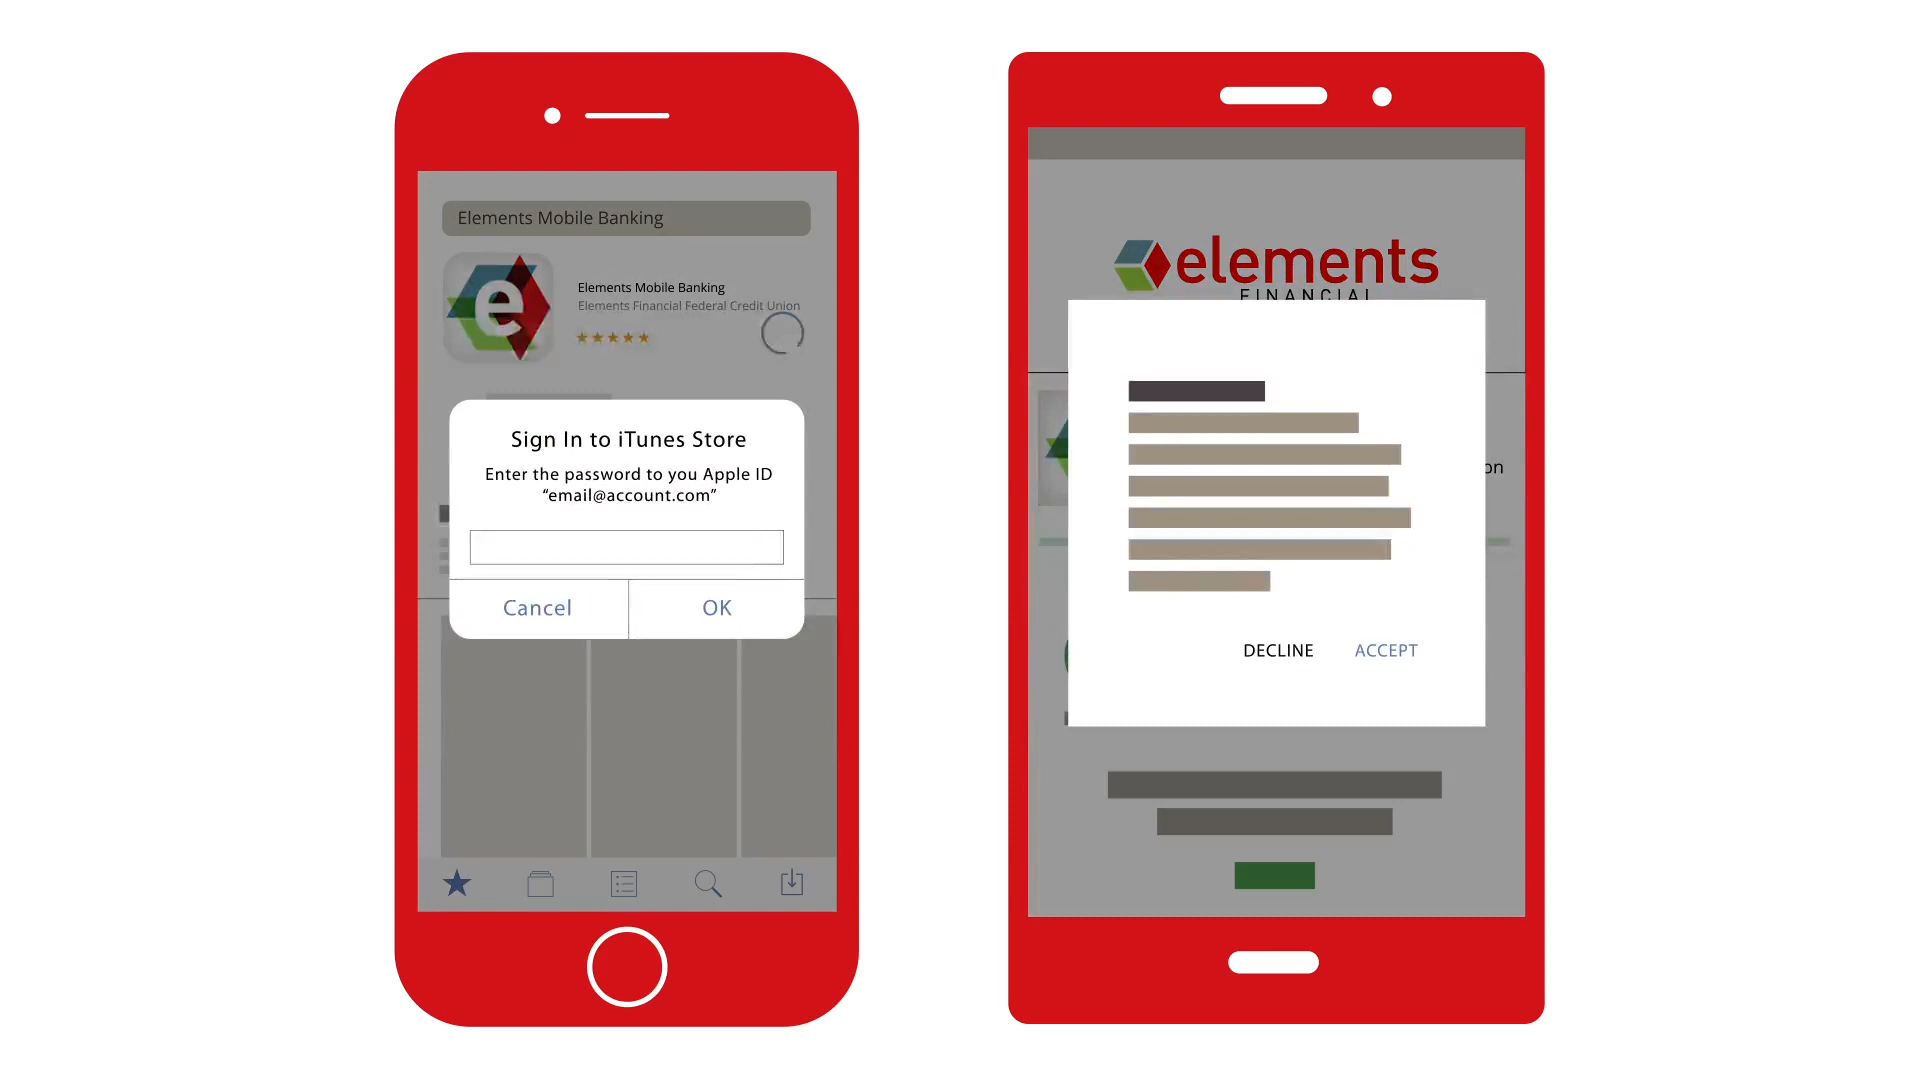 Elements Mobile Banking
Elements Mobile Banking
Elements Financial Federal Credit Union
e
Sign In to iTunes Store
Enter the password to you Apple ID
“email@account.com”
Cancel
OK
elements
FINANCIAL
on
DECLINE
ACCEPT